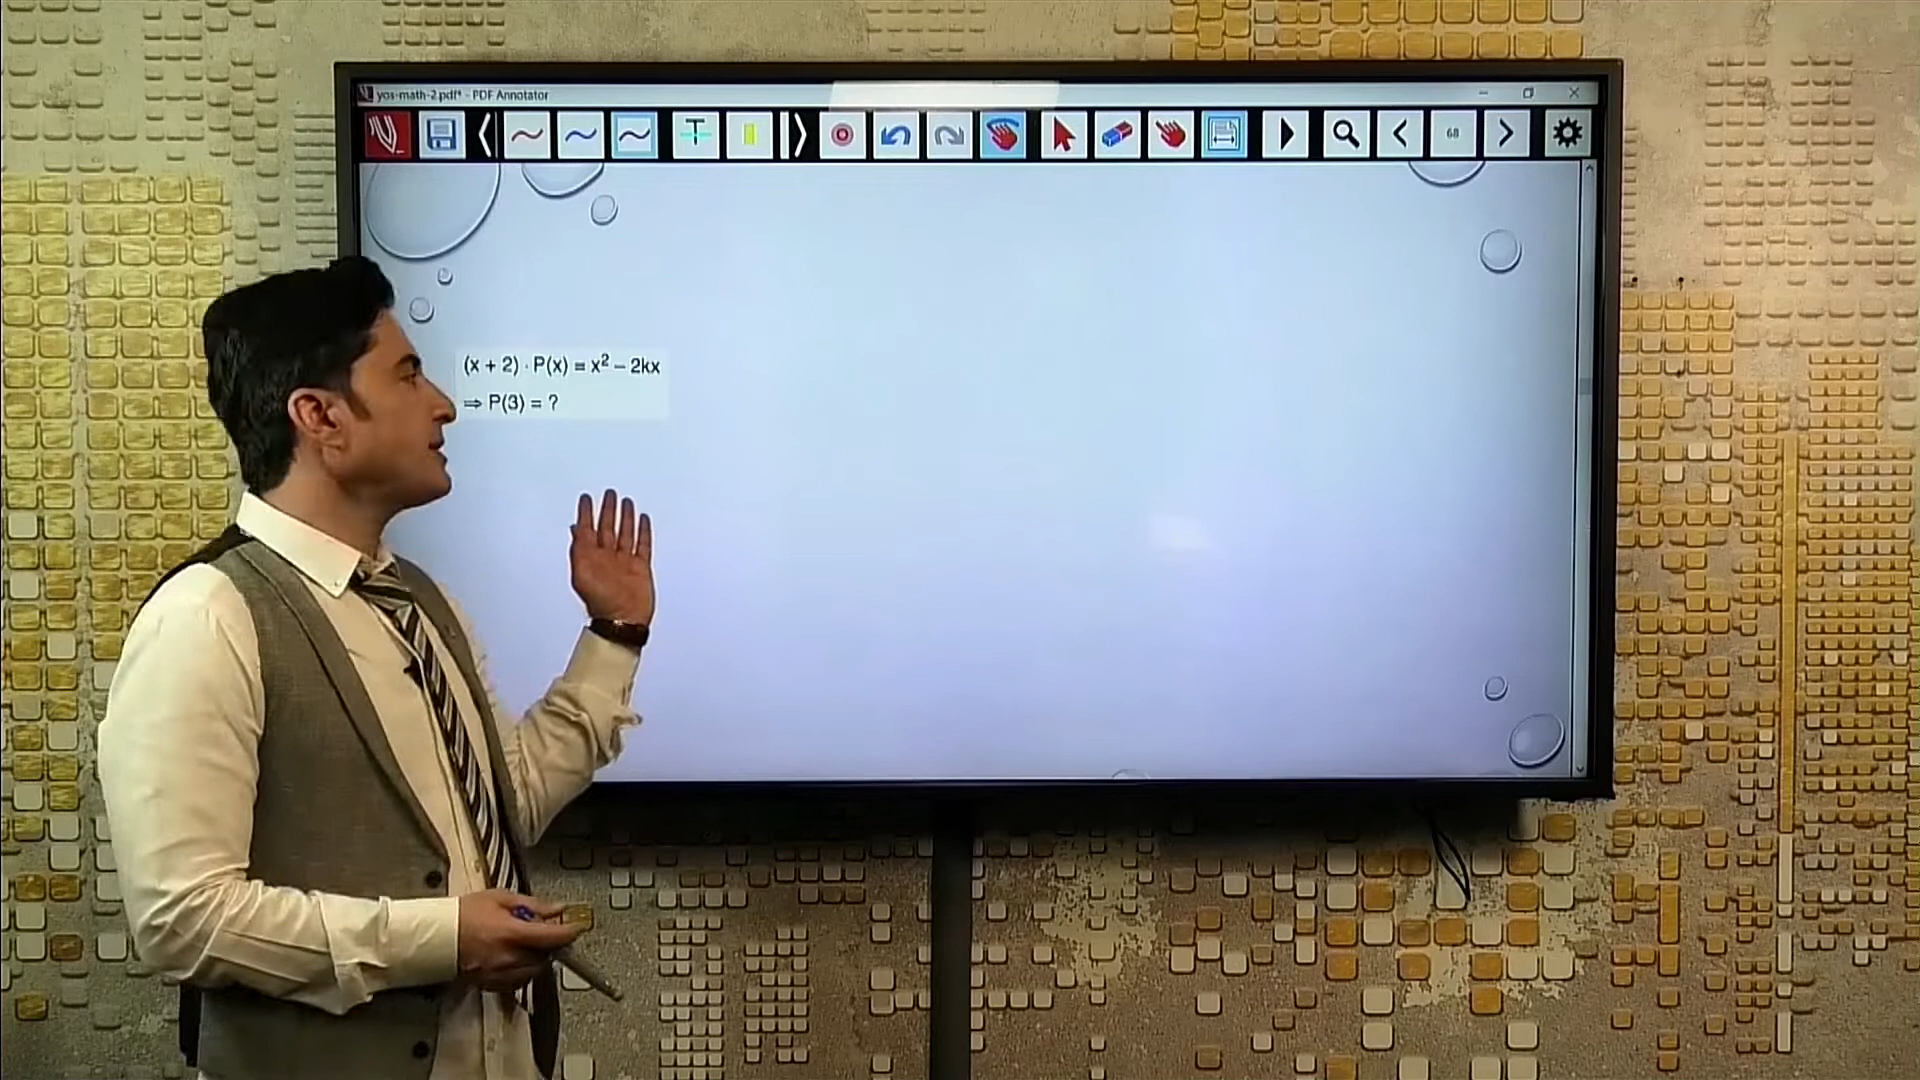 yos-math-2.pdf* - PDF Annotator
68
(x + 2) · P(x) = x² – 2kx
⇒ P(3) = ?